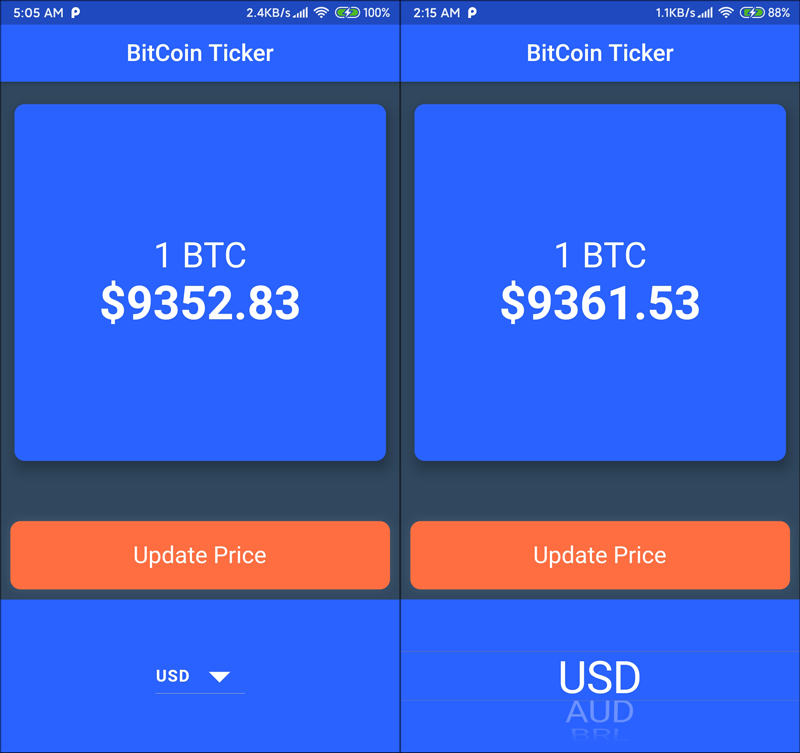 5:05 AM P 2.4KB/s 100%
BitCoin Ticker
1 BTC
$9352.83
Update Price
USD
2:15 AM P 1.1KB/s 88%
BitCoin Ticker
1 BTC
$9361.53
Update Price
USD
AUD
BRL